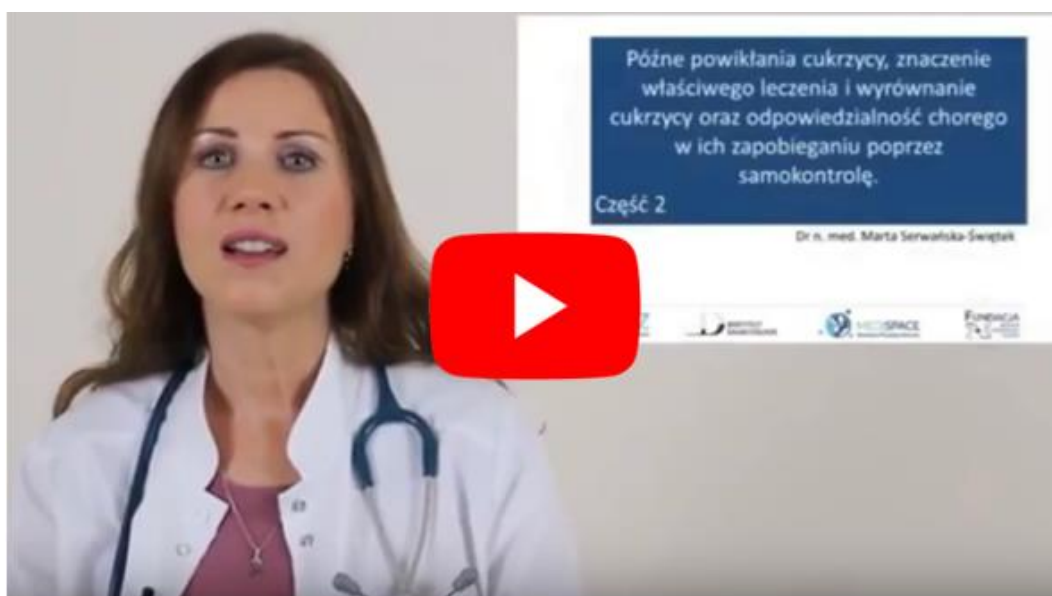 Późne powikłania cukrzycy, znaczenie
właściwego leczenia i wyrównanie
cukrzycy oraz odpowiedzialność chorego
w ich zapobieganiu poprzez
samokontrolę.
Część 2
Dr n. med. Marta Serwańska-Świętek
MEDSPACE
FUNDACJA